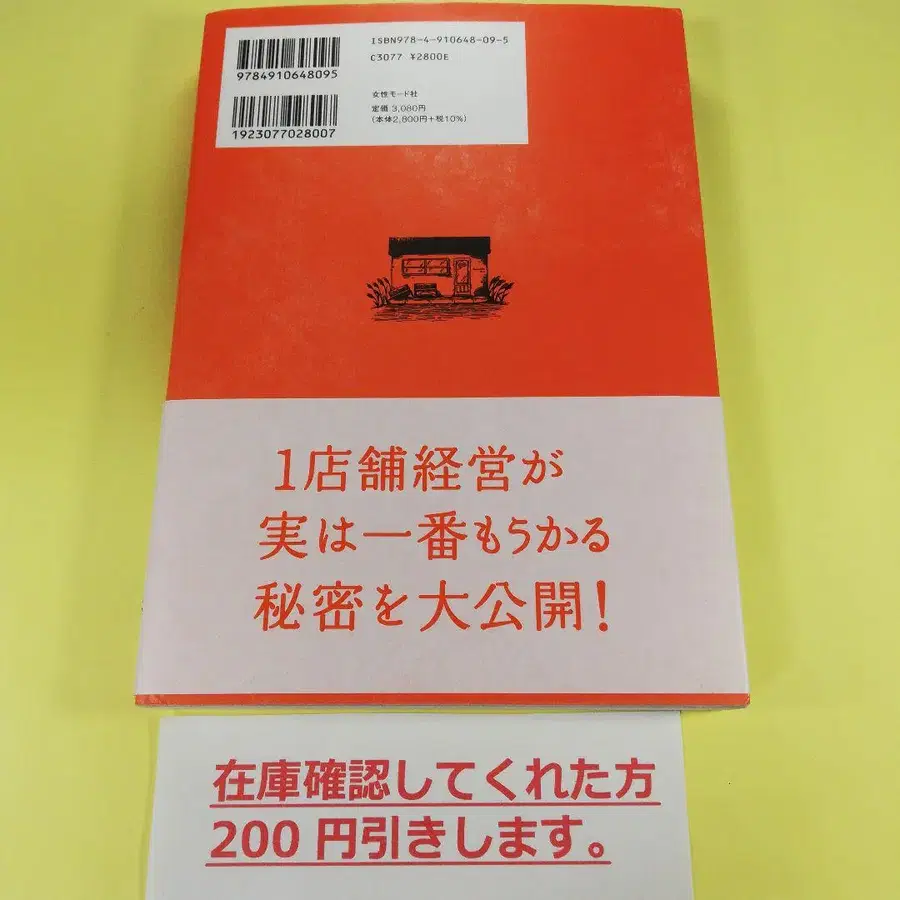 ISBN978-4-910648-09-5
C3077 ¥2800E
9784910648095
1923077028007
女性モード社
定価 3,080円
(本体2,800円+税10%)
1店舗経営が
実は一番もうかる
秘密を大公開!
在庫確認してくれた方
200 円引きします。